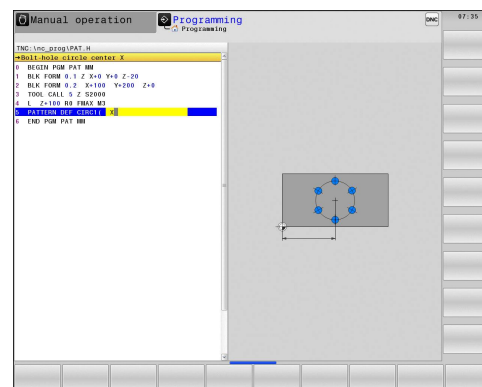 Manual operation
Programming
Programming
DNC
07:35
TNC:\nc_prog\PAT.H
→Bolt-hole circle center X
0 BEGIN PGM PAT MM
1 BLK FORM 0.1 Z X+0 Y+0 Z-20
2 BLK FORM 0.2 X+100 Y+200 Z+0
3 TOOL CALL 5 Z S2000
4 L Z+100 R0 FMAX M3
5 PATTERN DEF CIRC1( X
6 END PGM PAT MM